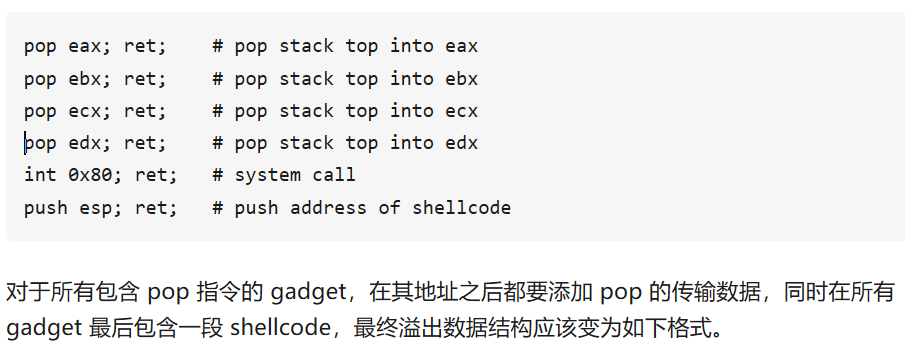 pop eax; ret;    # pop stack top into eax
pop ebx; ret;    # pop stack top into ebx
pop ecx; ret;    # pop stack top into ecx
pop edx; ret;    # pop stack top into edx
int 0x80; ret;   # system call
push esp; ret;   # push address of shellcode
对于所有包含 pop 指令的 gadget，在其地址之后都要添加 pop 的传输数据，同时在所有
gadget 最后包含一段 shellcode，最终溢出数据结构应该变为如下格式。